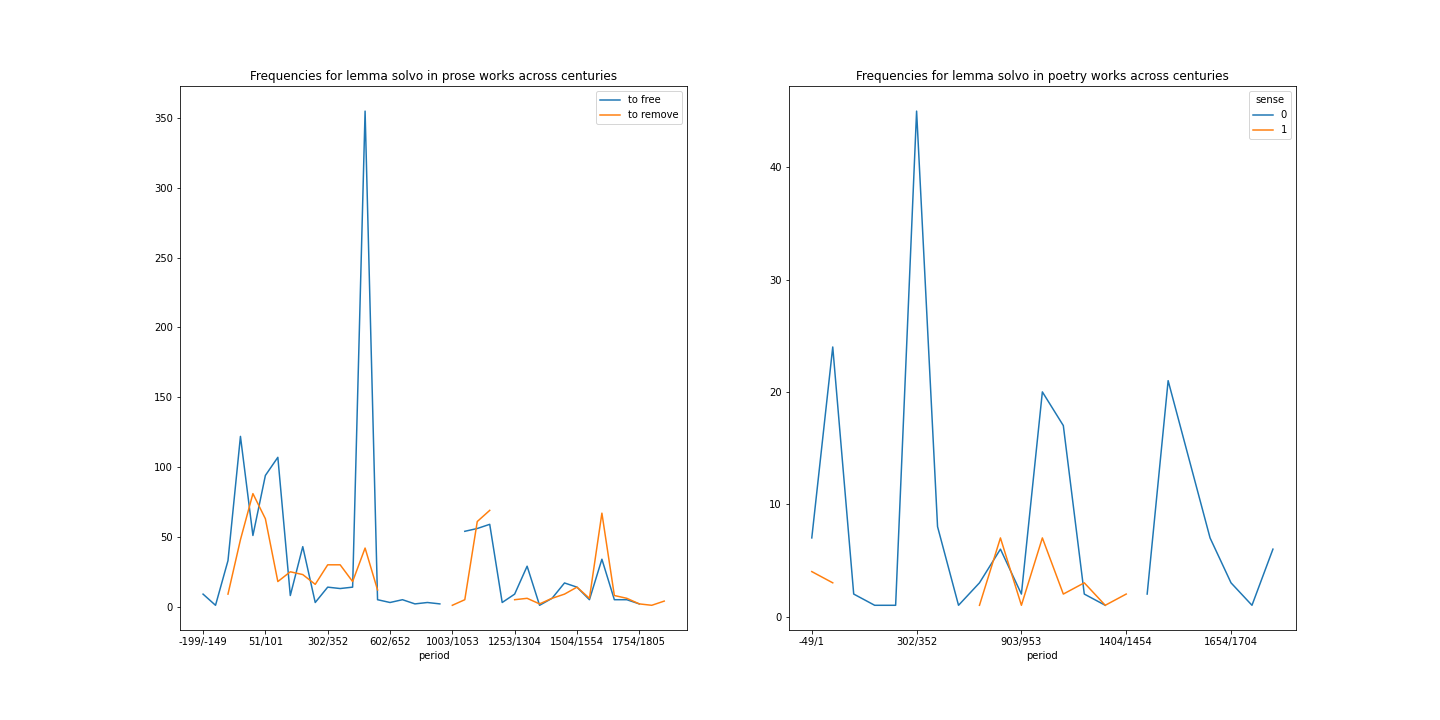 Frequencies for lemma solvo in prose works across centuries
to free
to remove
350
300
250
200
150
100
50
0
-199/-149 51/101 302/352 602/652 1003/1053 1253/1304 1504/1554 1754/1805
period
Frequencies for lemma solvo in poetry works across centuries
sense
0
1
40
30
20
10
0
-49/1 302/352 903/953 1404/1454 1654/1704
period